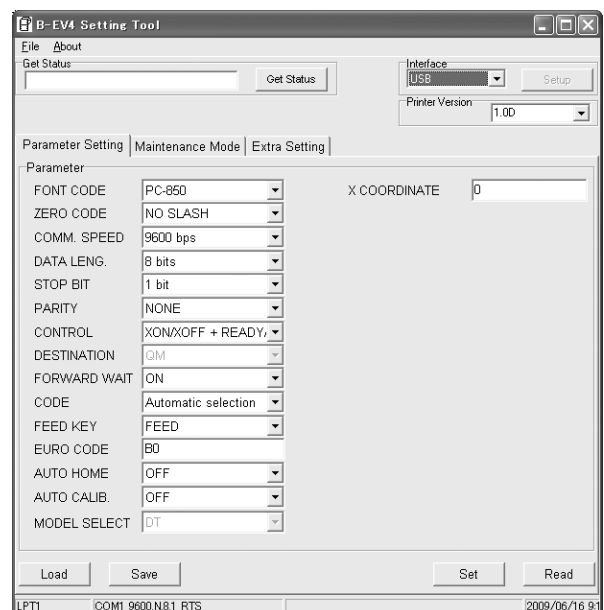 B-EV4 Setting Tool
File About
Get Status
Get Status
Interface
USB
Setup
Printer Version
1.0D
Parameter Setting Maintenance Mode Extra Setting
Parameter
FONT CODE PC-850
X COORDINATE 0
ZERO CODE NO SLASH
COMM. SPEED 9600 bps
DATA LENG. 8 bits
STOP BIT 1 bit
PARITY NONE
CONTROL XON/XOFF + READY/
DESTINATION QM
FORWARD WAIT ON
CODE Automatic selection
FEED KEY FEED
EURO CODE B0
AUTO HOME OFF
AUTO CALIB. OFF
MODEL SELECT DT
Load Save Set Read
LPT1 COM1 9600,N,8,1 RTS 2009/06/16 9:1